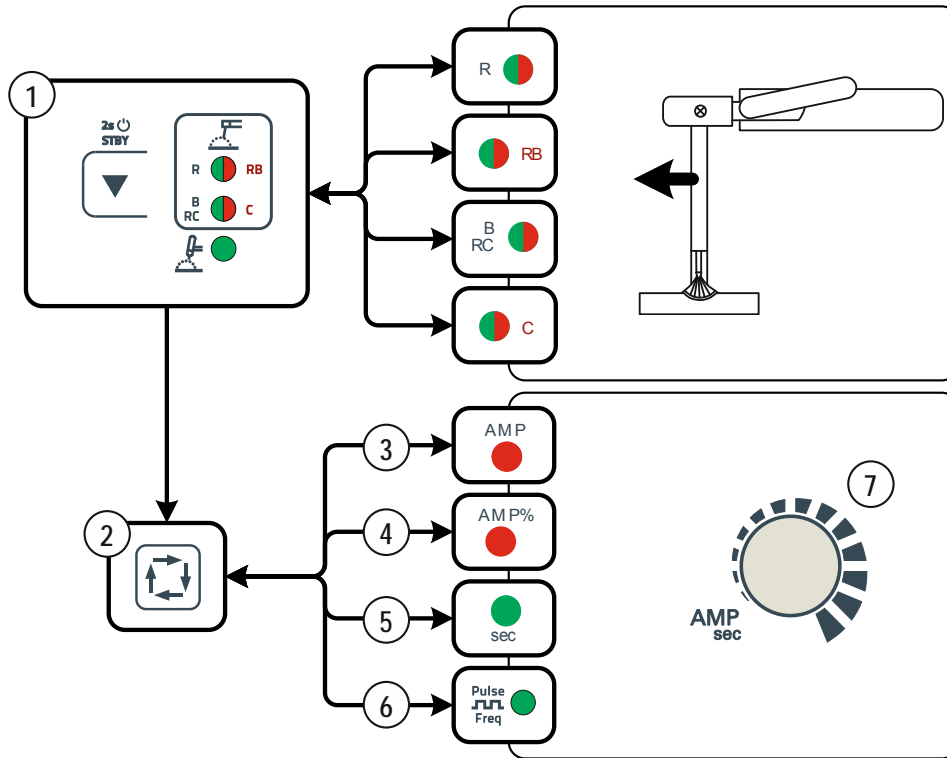 1
2s
STBY
R RB
B
RC C
R
RB
B
RC
C
2
3
AMP
4
AMP%
5
sec
6
Pulse
Freq
7
AMP
sec